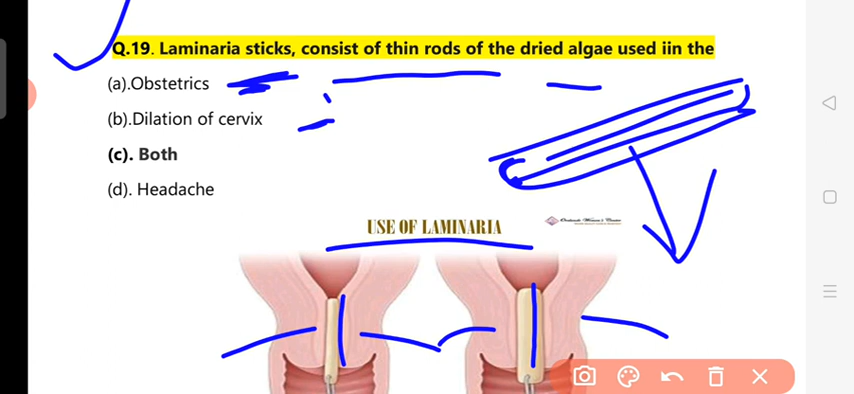 Q.19. Laminaria sticks, consist of thin rods of the dried algae used iin the
(a).Obstetrics
(b).Dilation of cervix
(c). Both
(d). Headache
USE OF LAMINARIA